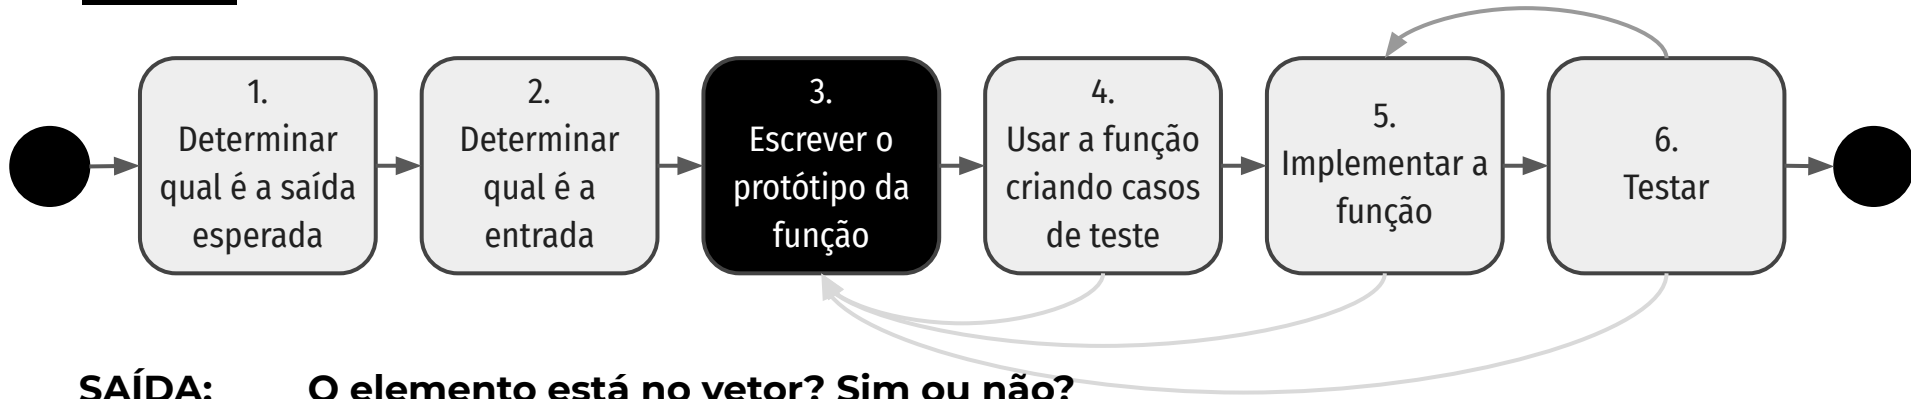 1.
Determinar
qual é a saída
esperada
2.
Determinar
qual é a
entrada
3.
Escrever o
protótipo da
função
4.
Usar a função
criando casos
de teste
5.
Implementar a
função
6.
Testar
SAÍDA: O elemento está no vetor? Sim ou não?